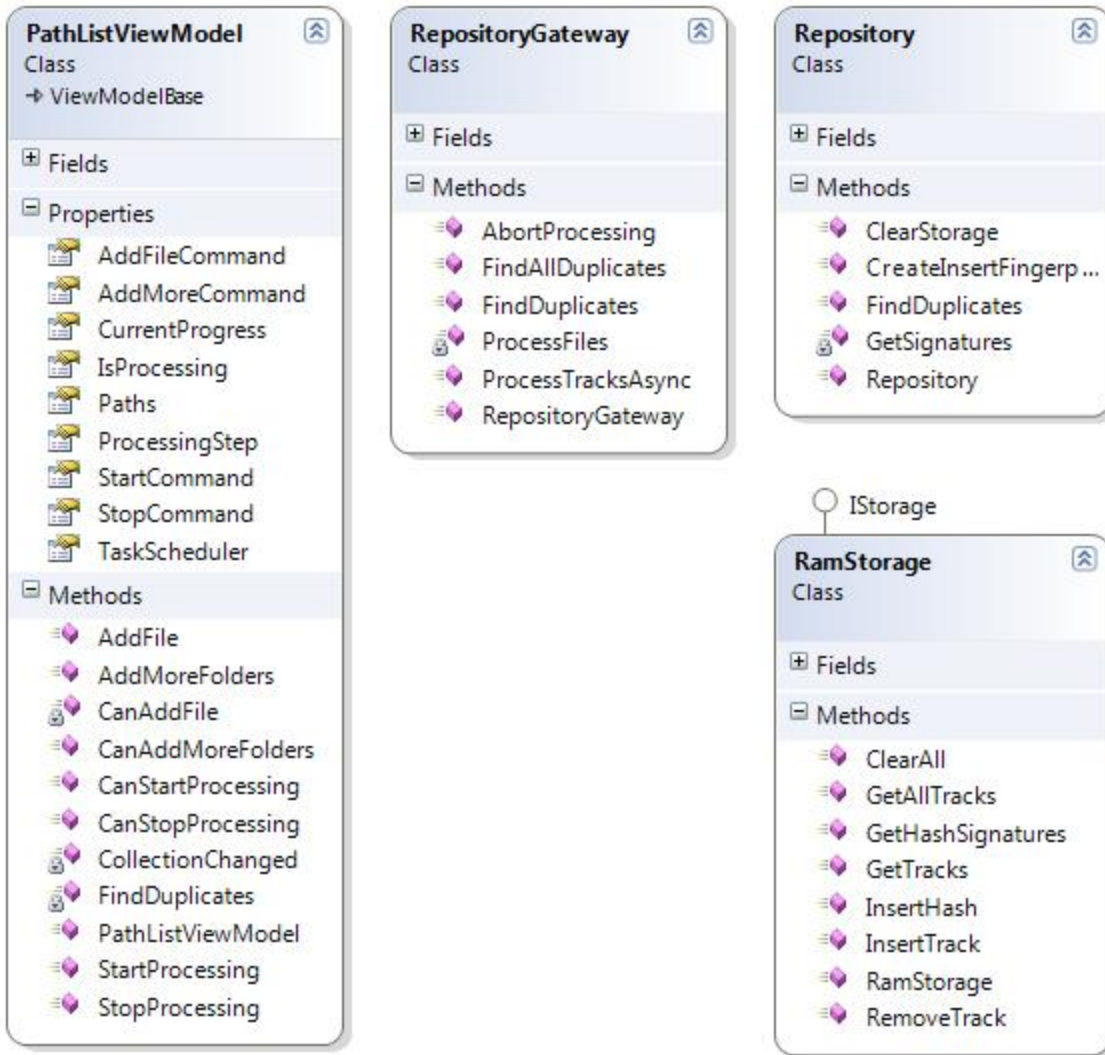 PathListViewModel
Class
ViewModelBase
Fields
Properties
AddFileCommand
AddMoreCommand
CurrentProgress
IsProcessing
Paths
ProcessingStep
StartCommand
StopCommand
TaskScheduler
Methods
AddFile
AddMoreFolders
CanAddFile
CanAddMoreFolders
CanStartProcessing
CanStopProcessing
CollectionChanged
FindDuplicates
PathListViewModel
StartProcessing
StopProcessing
RepositoryGateway
Class
Fields
Methods
AbortProcessing
FindAllDuplicates
FindDuplicates
ProcessFiles
ProcessTracksAsync
RepositoryGateway
Repository
Class
Fields
Methods
ClearStorage
CreateInsertFingerp ...
FindDuplicates
GetSignatures
Repository
IStorage
RamStorage
Class
Fields
Methods
ClearAll
GetAllTracks
GetHashSignatures
GetTracks
InsertHash
InsertTrack
RamStorage
RemoveTrack